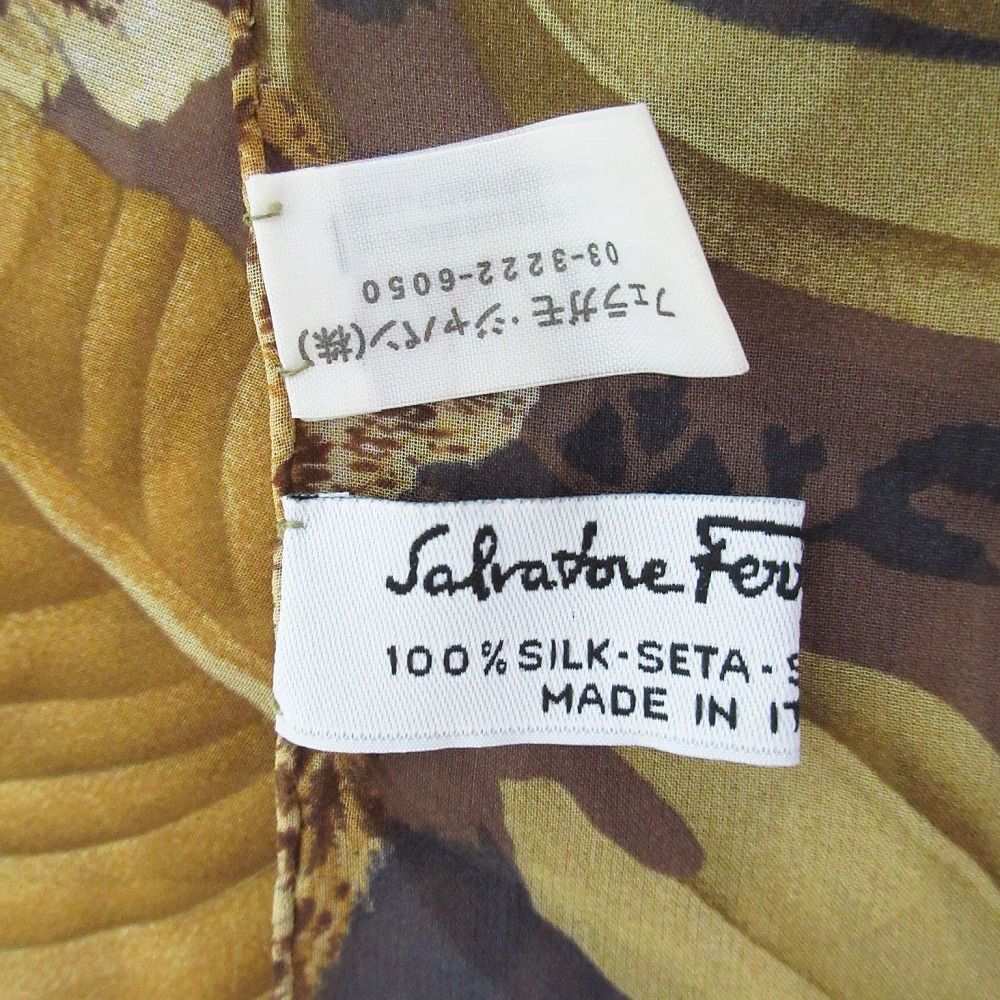 フェラガモ・ジャパン(株)
03-3222-6050
Salvatore Fer
100% SILK-SETA-S
MADE IN IT